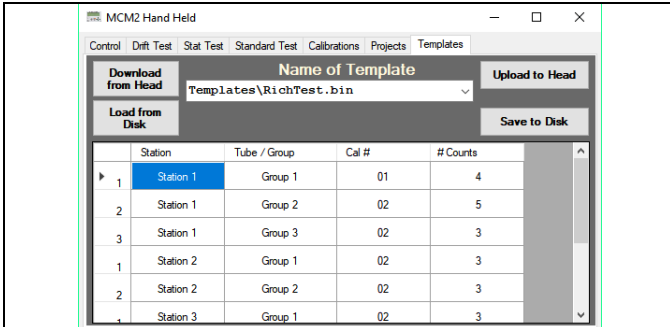 MCM2 Hand Held
Control Drift Test Stat Test Standard Test Calibrations Projects Templates
Download from Head
Name of Template
Upload to Head
Templates\RichTest.bin
Load from Disk
Save to Disk
Station Tube / Group Cal # # Counts
1 Station 1 Group 1 01 4
2 Station 1 Group 2 02 5
3 Station 1 Group 3 02 3
1 Station 2 Group 1 02 3
2 Station 2 Group 2 02 3
1 Station 3 Group 1 02 3